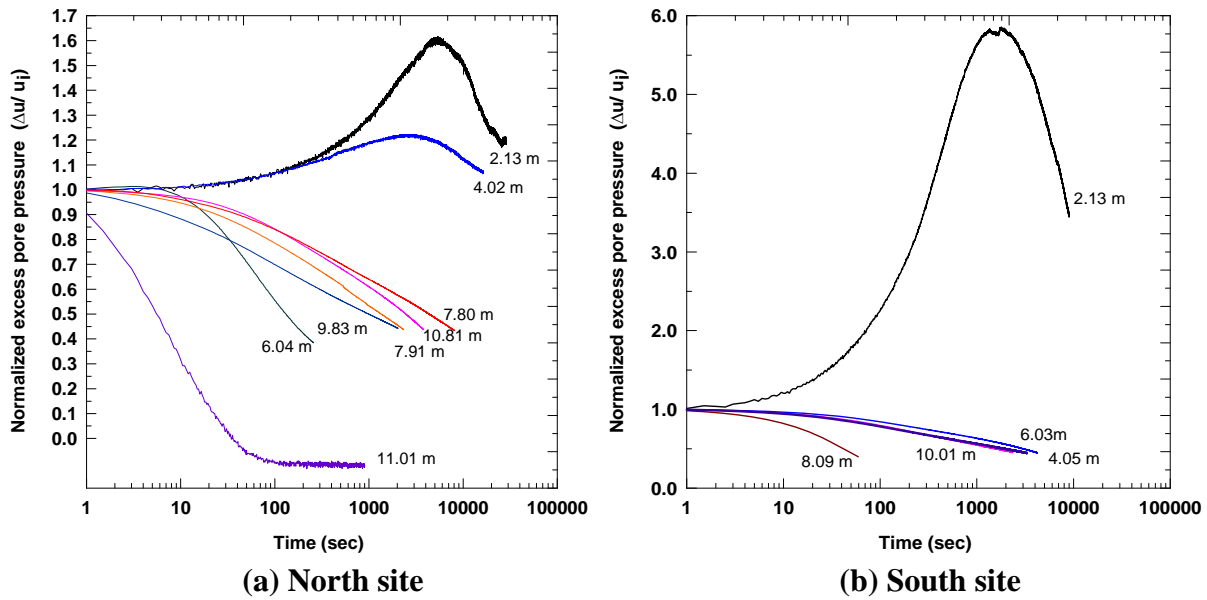 Normalized excess pore pressure (Δu/ ui)
1.7
1.6
1.5
1.4
1.3
1.2
1.1
1.0
0.9
0.8
0.7
0.6
0.5
0.4
0.3
0.2
0.1
0.0
2.13 m
4.02 m
7.80 m
9.83 m
10.81 m
6.04 m
7.91 m
11.01 m
1 10 100 1000 10000 100000
Time (sec)
(a) North site
Normalized excess pore pressure (Δu/ ui)
6.0
5.0
4.0
3.0
2.0
1.0
0.0
2.13 m
6.03m
10.01 m
4.05 m
8.09 m
1 10 100 1000 10000 100000
Time (sec)
(b) South site